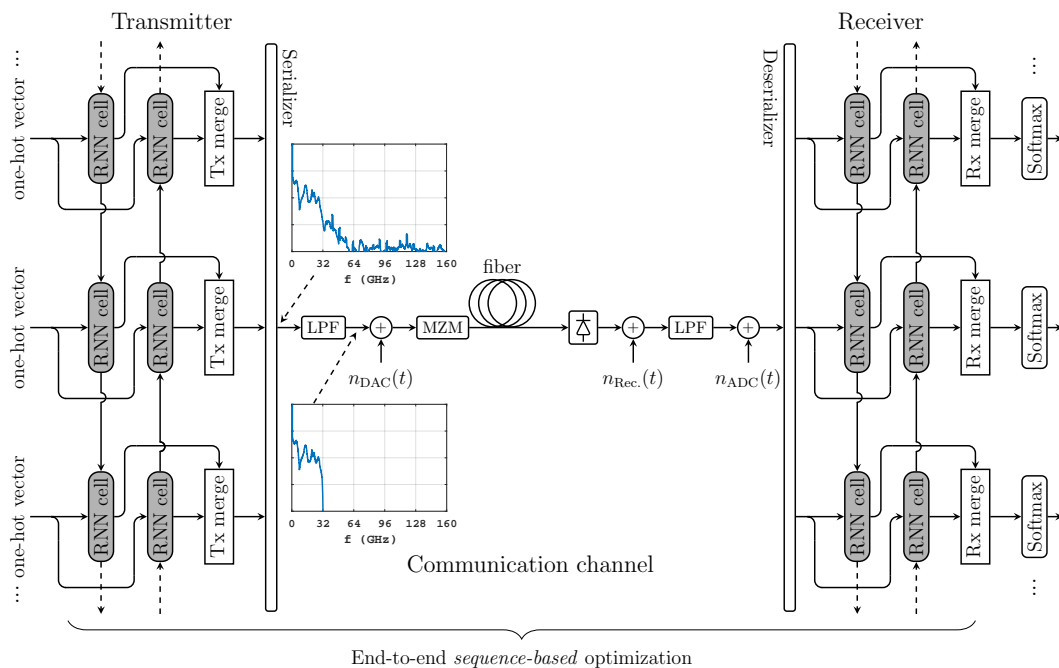 Transmitter
Receiver
... one-hot vector one-hot vector one-hot vector ...
RNN cell
RNN cell
Tx merge
RNN cell
RNN cell
Tx merge
RNN cell
RNN cell
Tx merge
Serializer
0 32 64 96 128 160
f (GHz)
LPF
+
n_DAC(t)
MZM
fiber
+
n_Rec.(t)
LPF
+
n_ADC(t)
0 32 64 96 128 160
f (GHz)
Communication channel
Deserializer
...
RNN cell
RNN cell
Rx merge
Softmax
RNN cell
RNN cell
Rx merge
Softmax
RNN cell
RNN cell
Rx merge
Softmax
...
End-to-end sequence-based optimization